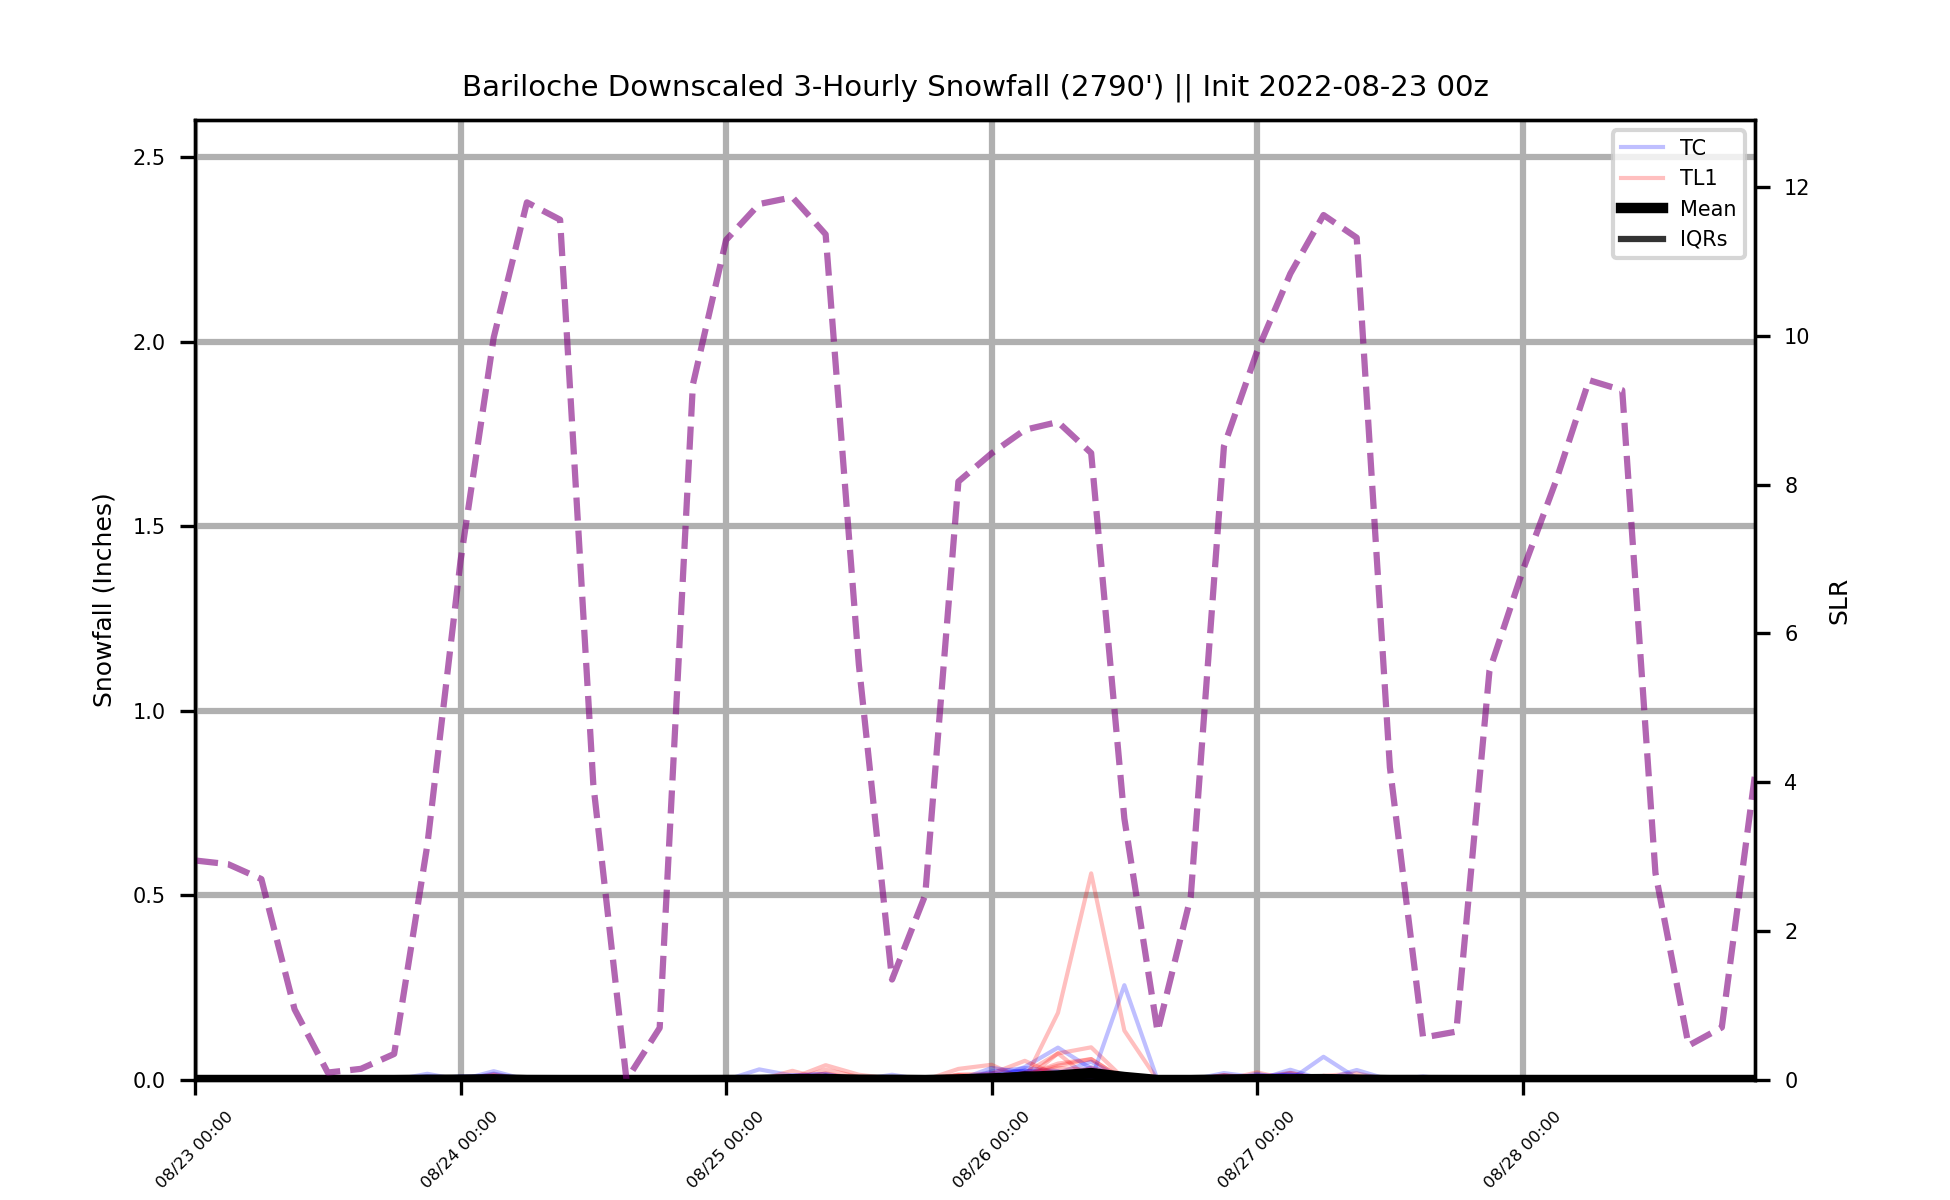 Bariloche Downscaled 3-Hourly Snowfall (2790') || Init 2022-08-23 00z
TC
TL1
Mean
IQRs
Snowfall (Inches)
2.5
2.0
1.5
1.0
0.5
0.0
SLR
12
10
8
6
4
2
0
08/23 00:00
08/24 00:00
08/25 00:00
08/26 00:00
08/27 00:00
08/28 00:00